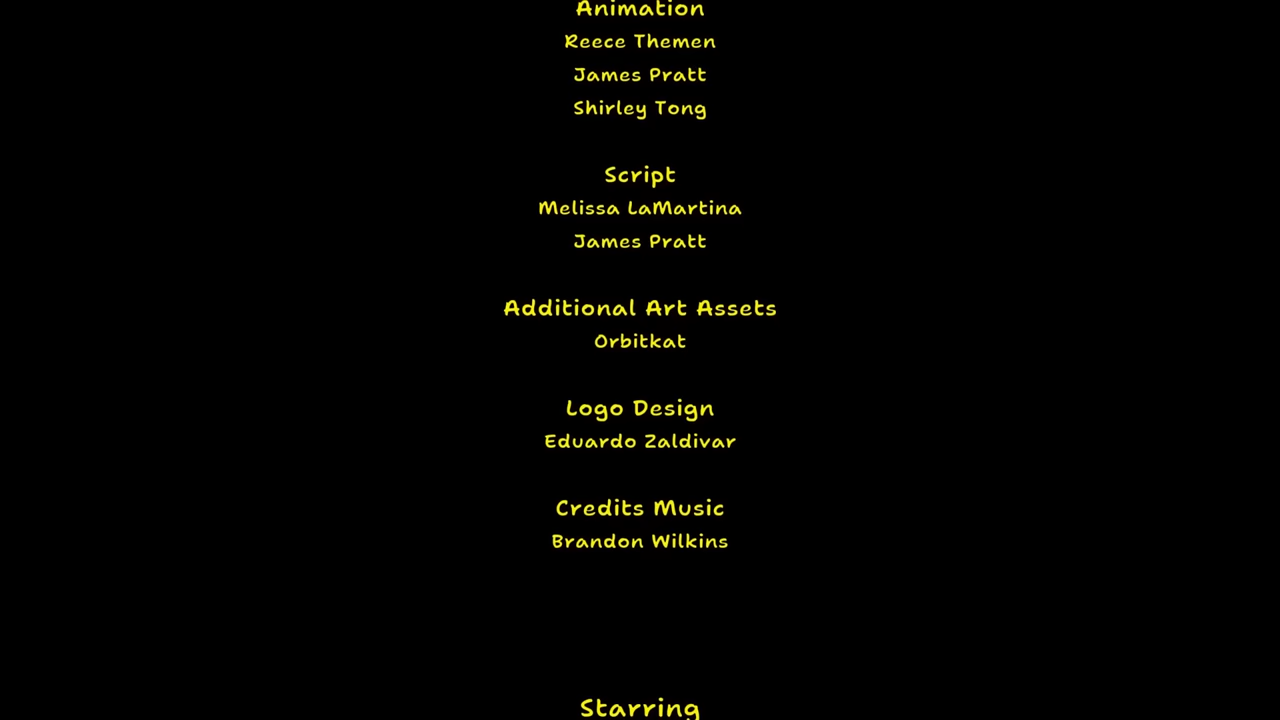 Animation
Reece Themen
James Pratt
Shirley Tong
Script
Melissa LaMartina
James Pratt
Additional Art Assets
Orbitkat
Logo Design
Eduardo Zaldivar
Credits Music
Brandon Wilkins
Starring